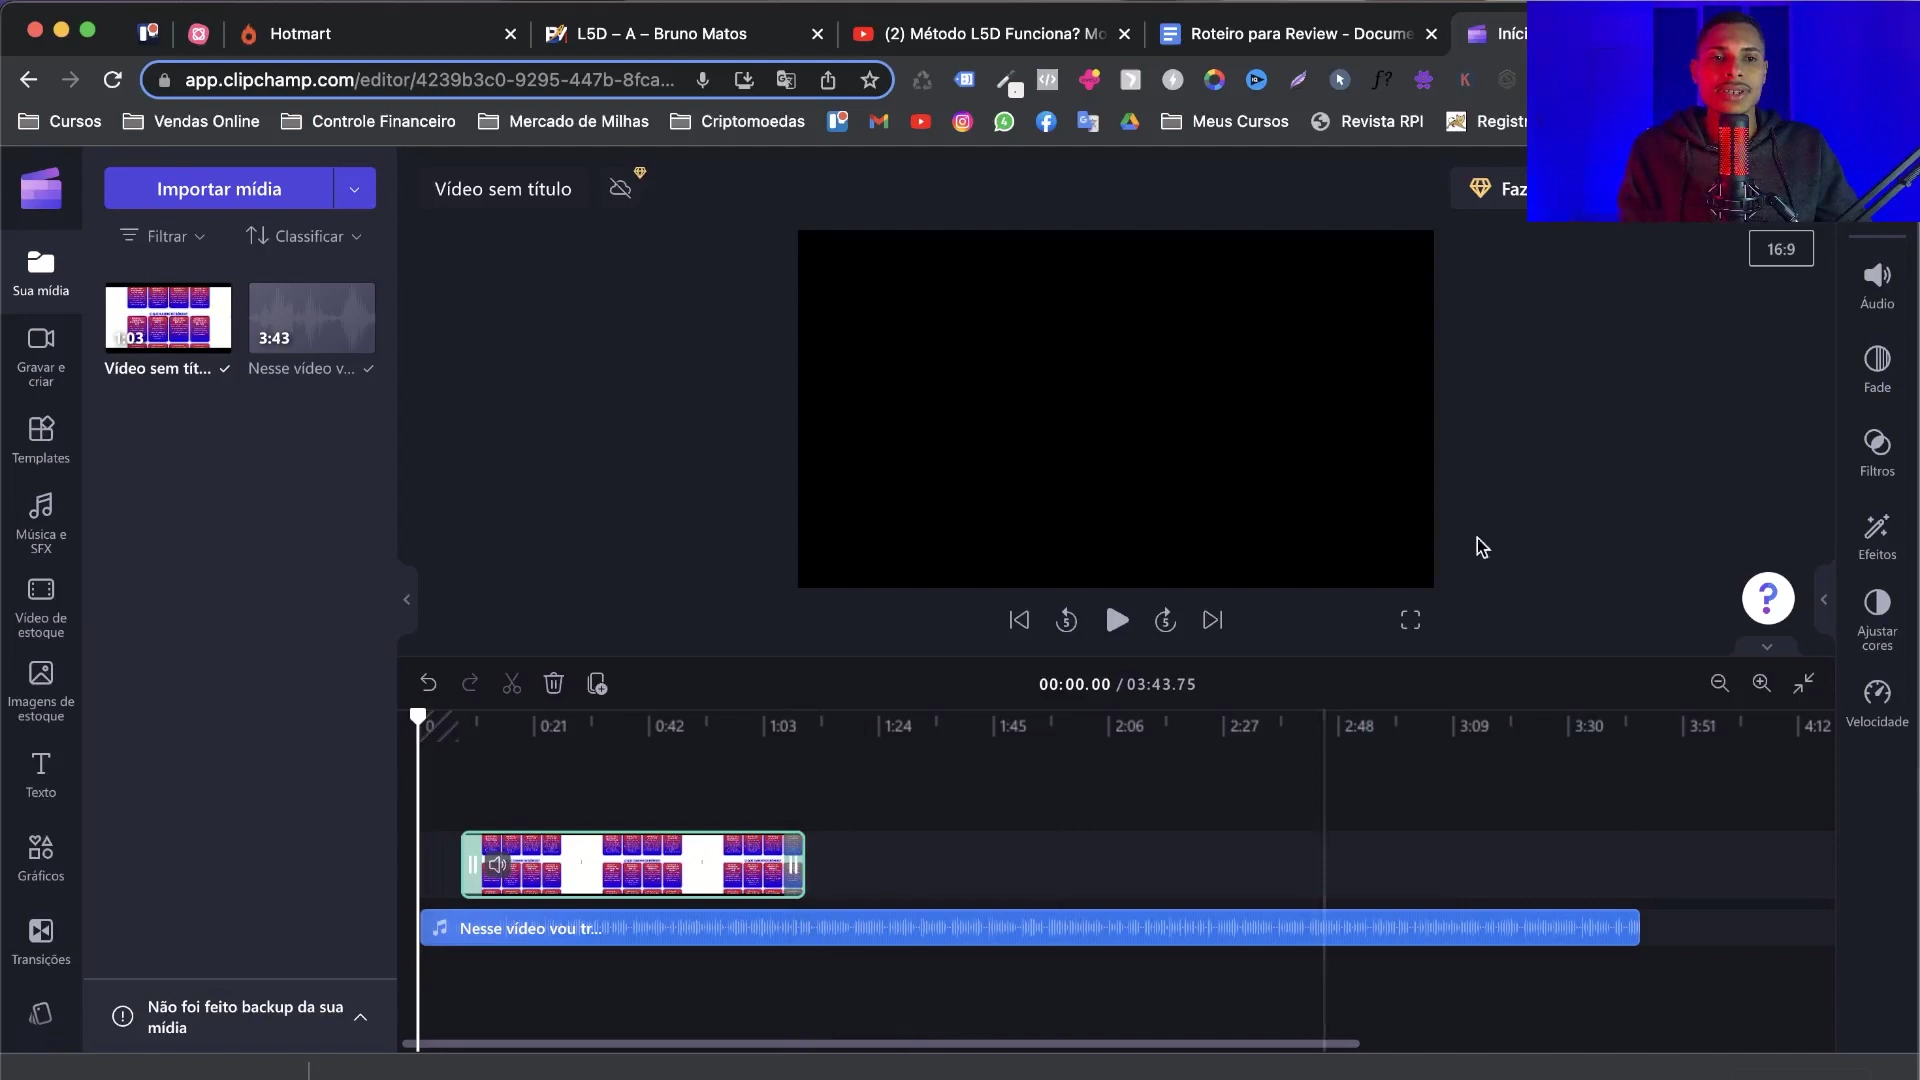 Hotmart
L5D – A – Bruno Matos
(2) Método L5D Funciona? Mo
Roteiro para Review - Docume
Iníci
app.clipchamp.com/editor/4239b3c0-9295-447b-8fca...
Cursos
Vendas Online
Controle Financeiro
Mercado de Milhas
Criptomoedas
Meus Cursos
Revista RPI
Registr
Importar mídia
Vídeo sem título
Faz
Filtrar
Classificar
16:9
Sua mídia
1:03
3:43
Vídeo sem tít...
Nesse vídeo v...
Gravar e
criar
Templates
Música e
SFX
Vídeo de
estoque
Imagens de
estoque
Texto
Gráficos
Transições
Áudio
Fade
Filtros
Efeitos
Ajustar
cores
Velocidade
5
5
?
00:00.00 / 03:43.75
0
0:21
0:42
1:03
1:24
1:45
2:06
2:27
2:48
3:09
3:30
3:51
4:12
Nesse vídeo vou tr...
Não foi feito backup da sua
mídia